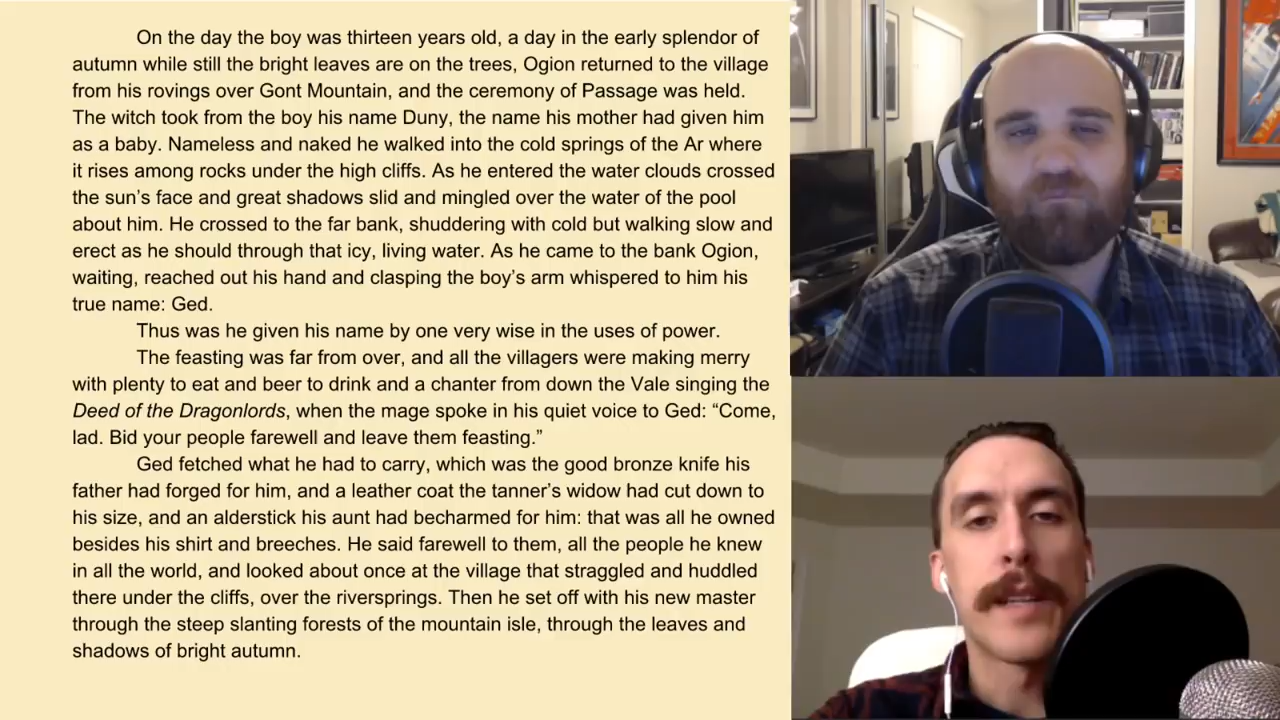 On the day the boy was thirteen years old, a day in the early splendor of
autumn while still the bright leaves are on the trees, Ogion returned to the village
from his rovings over Gont Mountain, and the ceremony of Passage was held.
The witch took from the boy his name Duny, the name his mother had given him
as a baby. Nameless and naked he walked into the cold springs of the Ar where
it rises among rocks under the high cliffs. As he entered the water clouds crossed
the sun’s face and great shadows slid and mingled over the water of the pool
about him. He crossed to the far bank, shuddering with cold but walking slow and
erect as he should through that icy, living water. As he came to the bank Ogion,
waiting, reached out his hand and clasping the boy’s arm whispered to him his
true name: Ged.
Thus was he given his name by one very wise in the uses of power.
The feasting was far from over, and all the villagers were making merry
with plenty to eat and beer to drink and a chanter from down the Vale singing the
Deed of the Dragonlords, when the mage spoke in his quiet voice to Ged: “Come,
lad. Bid your people farewell and leave them feasting.”
Ged fetched what he had to carry, which was the good bronze knife his
father had forged for him, and a leather coat the tanner’s widow had cut down to
his size, and an alderstick his aunt had becharmed for him: that was all he owned
besides his shirt and breeches. He said farewell to them, all the people he knew
in all the world, and looked about once at the village that straggled and huddled
there under the cliffs, over the riversprings. Then he set off with his new master
through the steep slanting forests of the mountain isle, through the leaves and
shadows of bright autumn.